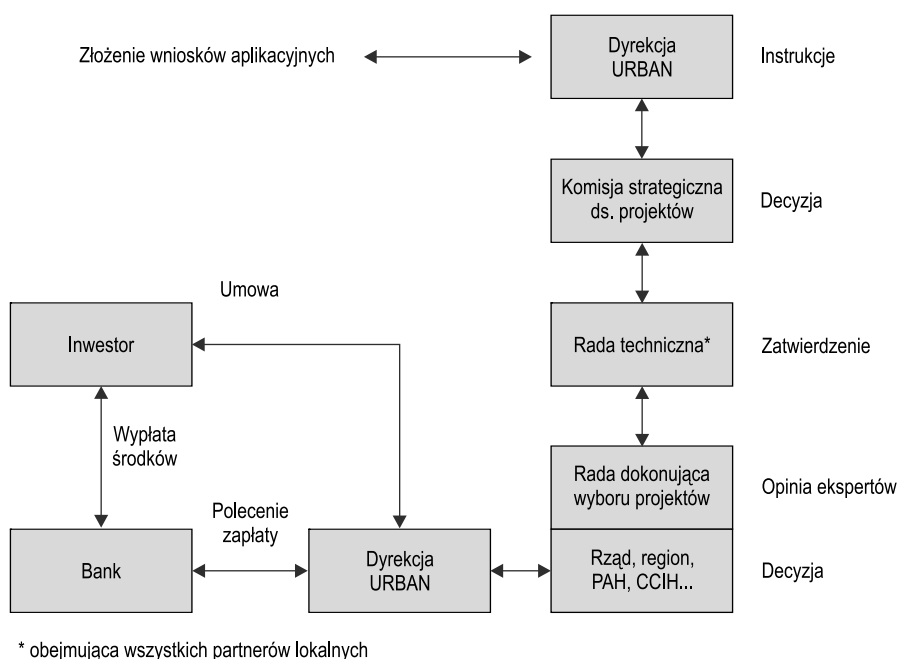 Złożenie wniosków aplikacyjnych
Dyrekcja
URBAN
Instrukcje
Komisja strategiczna
ds. projektów
Decyzja
Umowa
Inwestor
Rada techniczna*
Zatwierdzenie
Wypłata
środków
Rada dokonująca
wyboru projektów
Opinia ekspertów
Polecenie
zapłaty
Bank
Dyrekcja
URBAN
Rząd, region,
PAH, CCIH...
Decyzja
* obejmująca wszystkich partnerów lokalnych